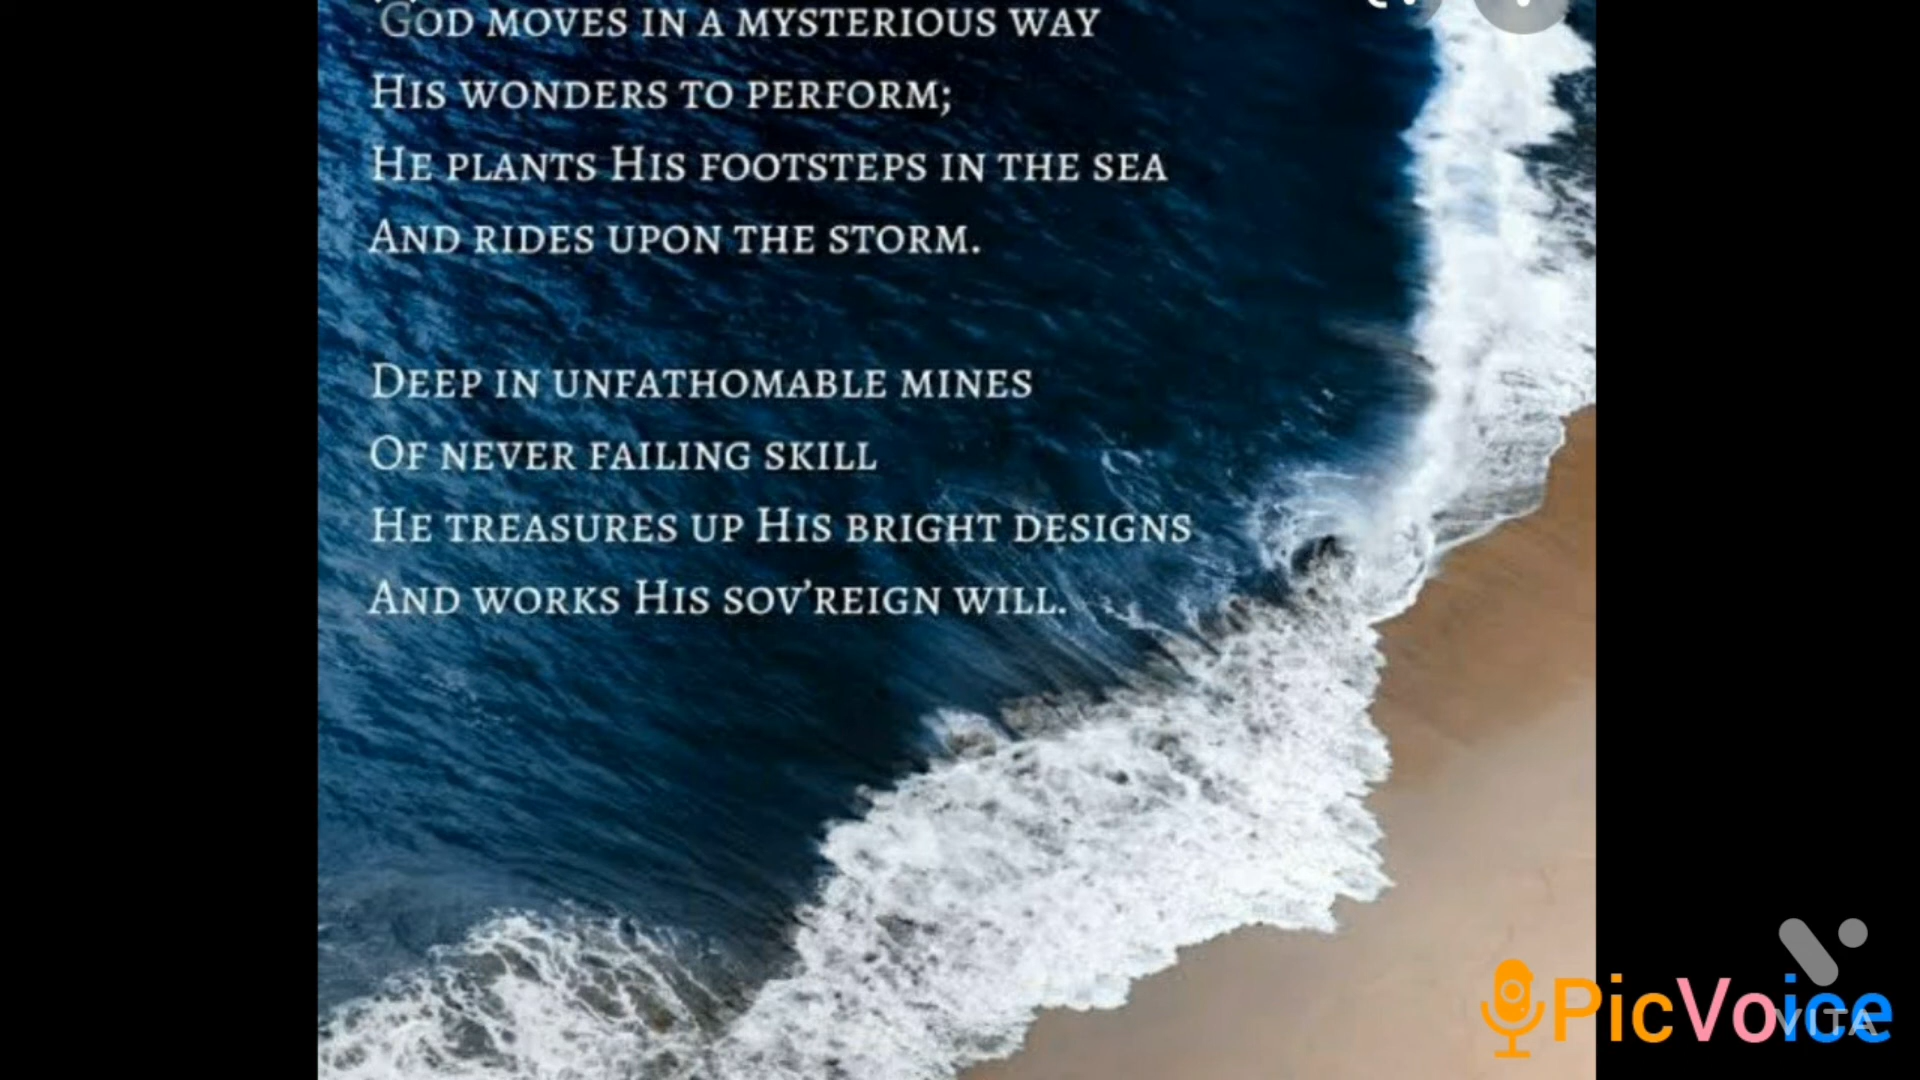 God moves in a mysterious way
His wonders to perform;
He plants His footsteps in the sea
And rides upon the storm.
Deep in unfathomable mines
Of never failing skill
He treasures up His bright designs
And works His sov’reign will.
PicVoice
VITA